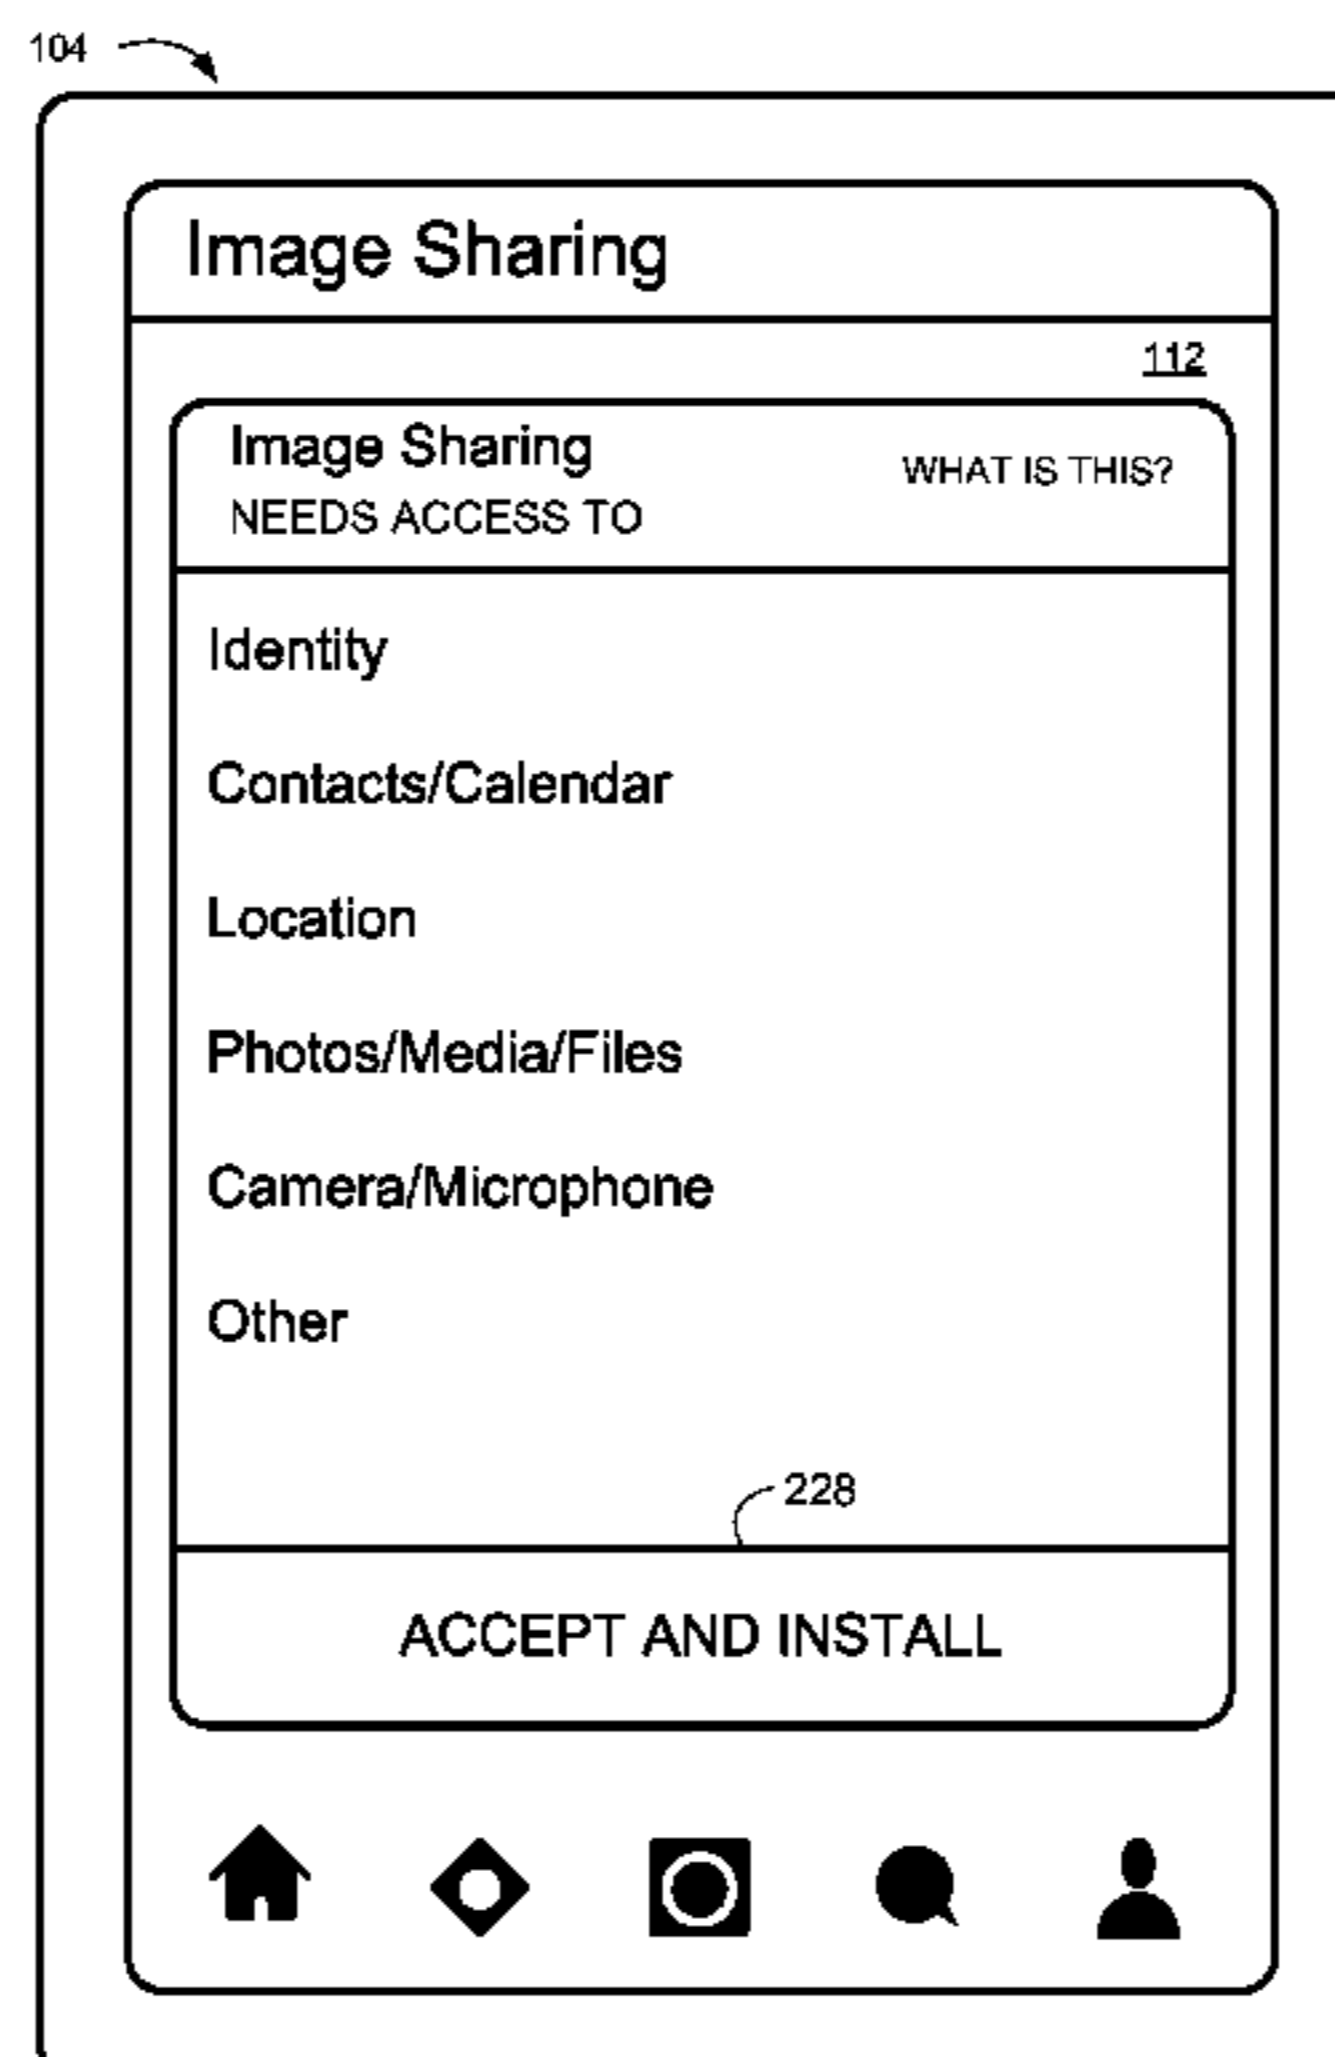 104
Image Sharing
112
Image Sharing
WHAT IS THIS?
NEEDS ACCESS TO
Identity
Contacts/Calendar
Location
Photos/Media/Files
Camera/Microphone
Other
228
ACCEPT AND INSTALL